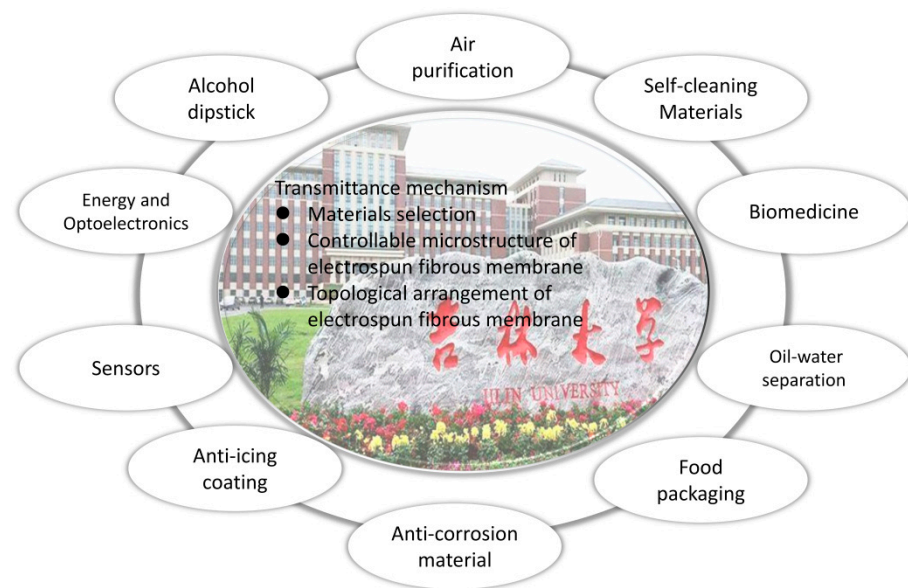 Air
purification
Alcohol
dipstick
Self-cleaning
Materials
Energy and
Optoelectronics
Transmittance mechanism
● Materials selection
● Controllable microstructure of
electrospun fibrous membrane
● Topological arrangement of
electrospun fibrous membrane
Biomedicine
吉林大学
JILIN UNIVERSITY
Sensors
Oil-water
separation
Anti-icing
coating
Food
packaging
Anti-corrosion
material